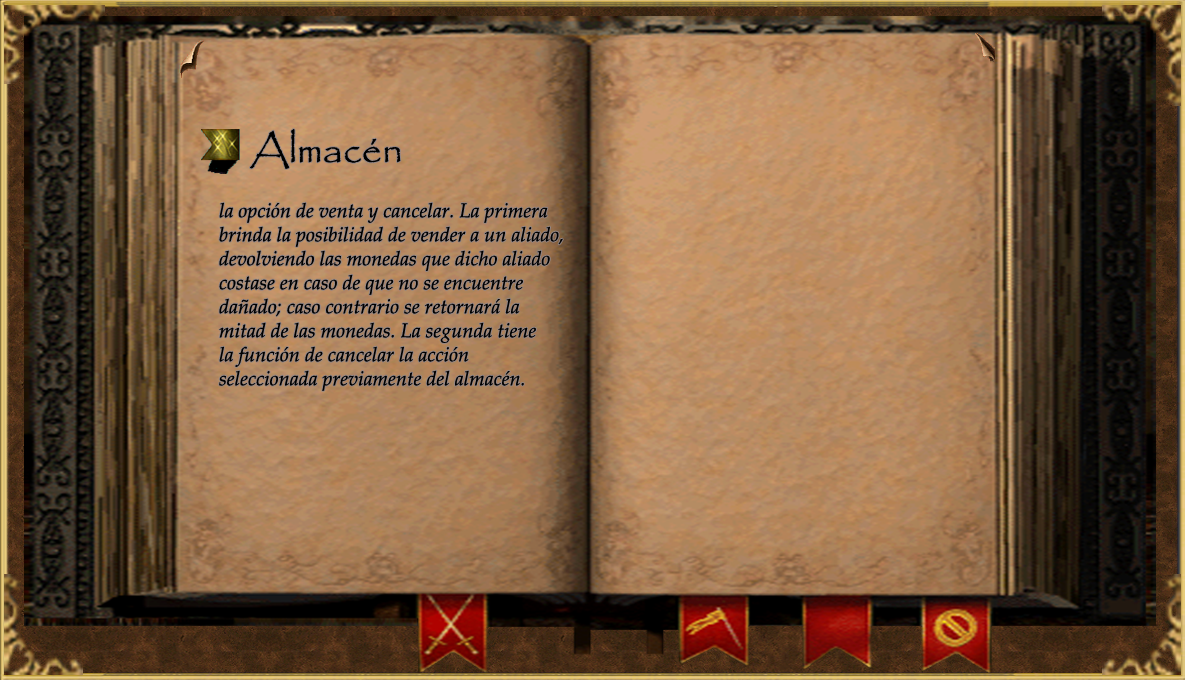 Almacén
la opción de venta y cancelar. La primera
brinda la posibilidad de vender a un aliado,
devolviendo las monedas que dicho aliado
costase en caso de que no se encuentre
dañado; caso contrario se retornará la
mitad de las monedas. La segunda tiene
la función de cancelar la acción
seleccionada previamente del almacén.